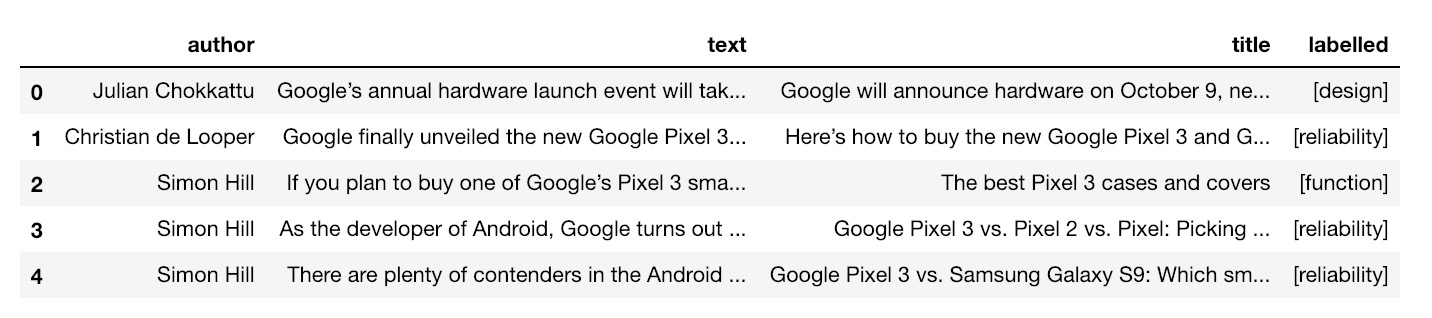 author text title labelled
0 Julian Chokkattu Google’s annual hardware launch event will tak... Google will announce hardware on October 9, ne... [design]
1 Christian de Looper Google finally unveiled the new Google Pixel 3... Here’s how to buy the new Google Pixel 3 and G... [reliability]
2 Simon Hill If you plan to buy one of Google’s Pixel 3 sma... The best Pixel 3 cases and covers [function]
3 Simon Hill As the developer of Android, Google turns out ... Google Pixel 3 vs. Pixel 2 vs. Pixel: Picking ... [reliability]
4 Simon Hill There are plenty of contenders in the Android ... Google Pixel 3 vs. Samsung Galaxy S9: Which sm... [reliability]